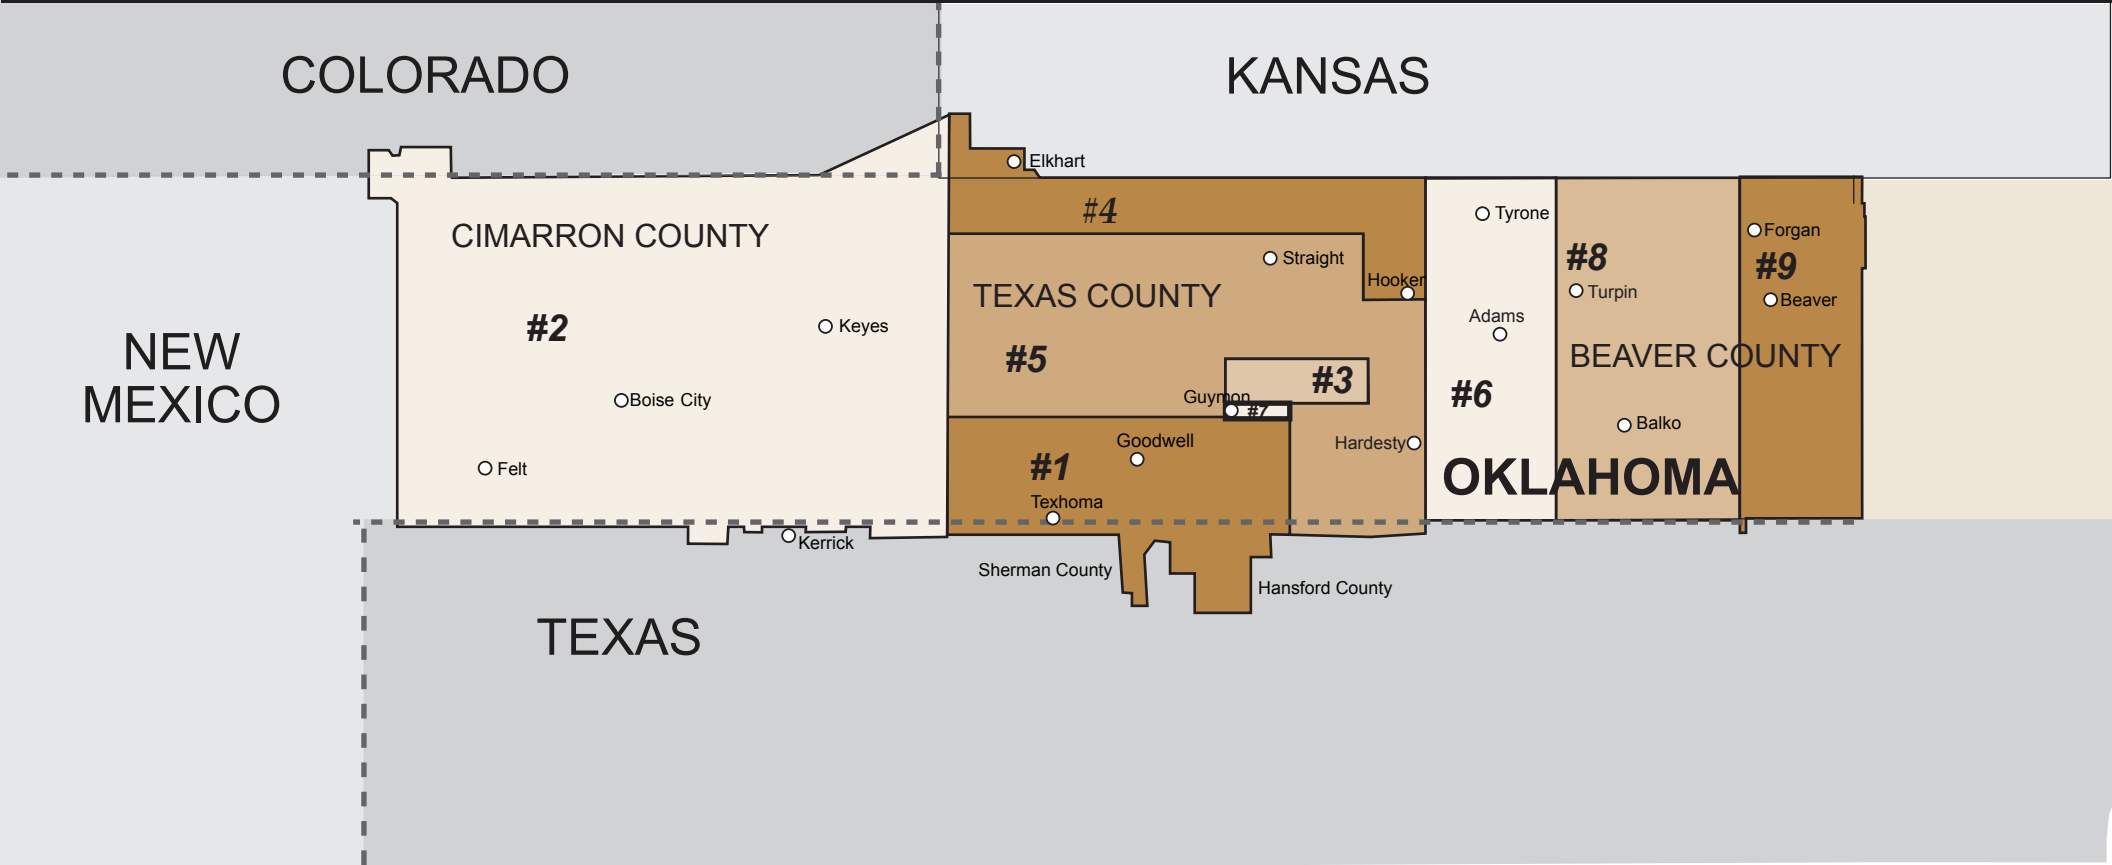 COLORADO
KANSAS
Elkhart
#4
Tyrone
CIMARRON COUNTY
Forgan
Straight
#8
#9
Hooker
TEXAS COUNTY
Turpin
Beaver
Adams
#2
Keyes
NEW
MEXICO
#5
BEAVER COUNTY
#3
#6
Guymon
#7
Boise City
Balko
Goodwell
Hardesty
#1
Felt
OKLAHOMA
Texhoma
Kerrick
Sherman County
Hansford County
TEXAS